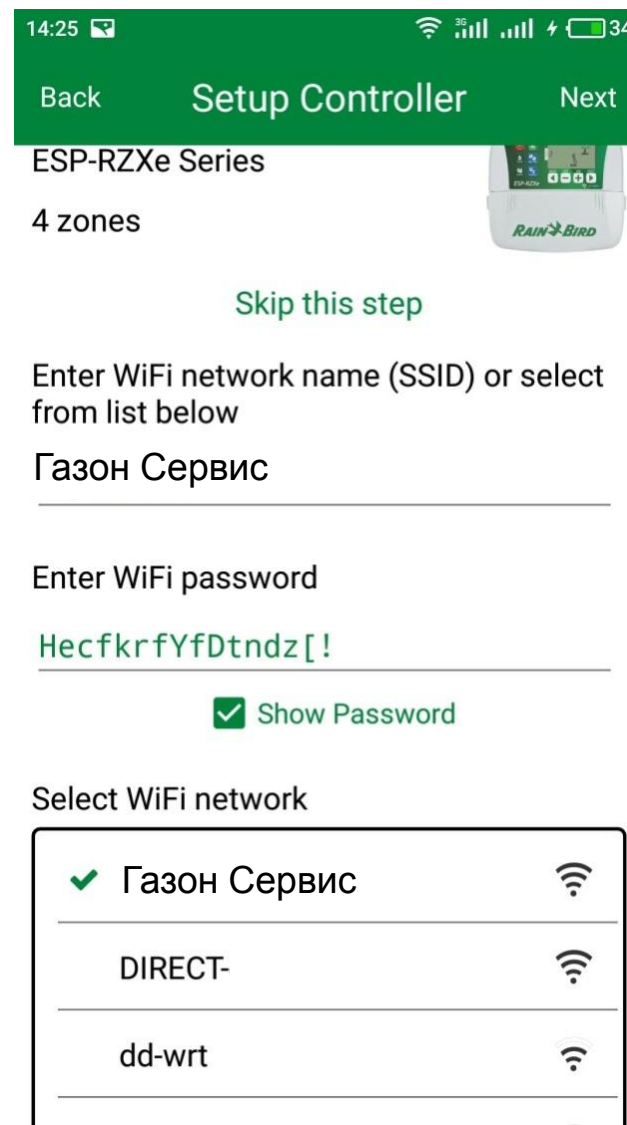 14:25
3G
34
Back
Setup Controller
Next
ESP-RZXe Series
4 zones
RAIN BIRD
Skip this step
Enter WiFi network name (SSID) or select
from list below
Газон Сервис
Enter WiFi password
HecfkrfYfDtndz[!
Show Password
Select WiFi network
Газон Сервис
DIRECT-
dd-wrt